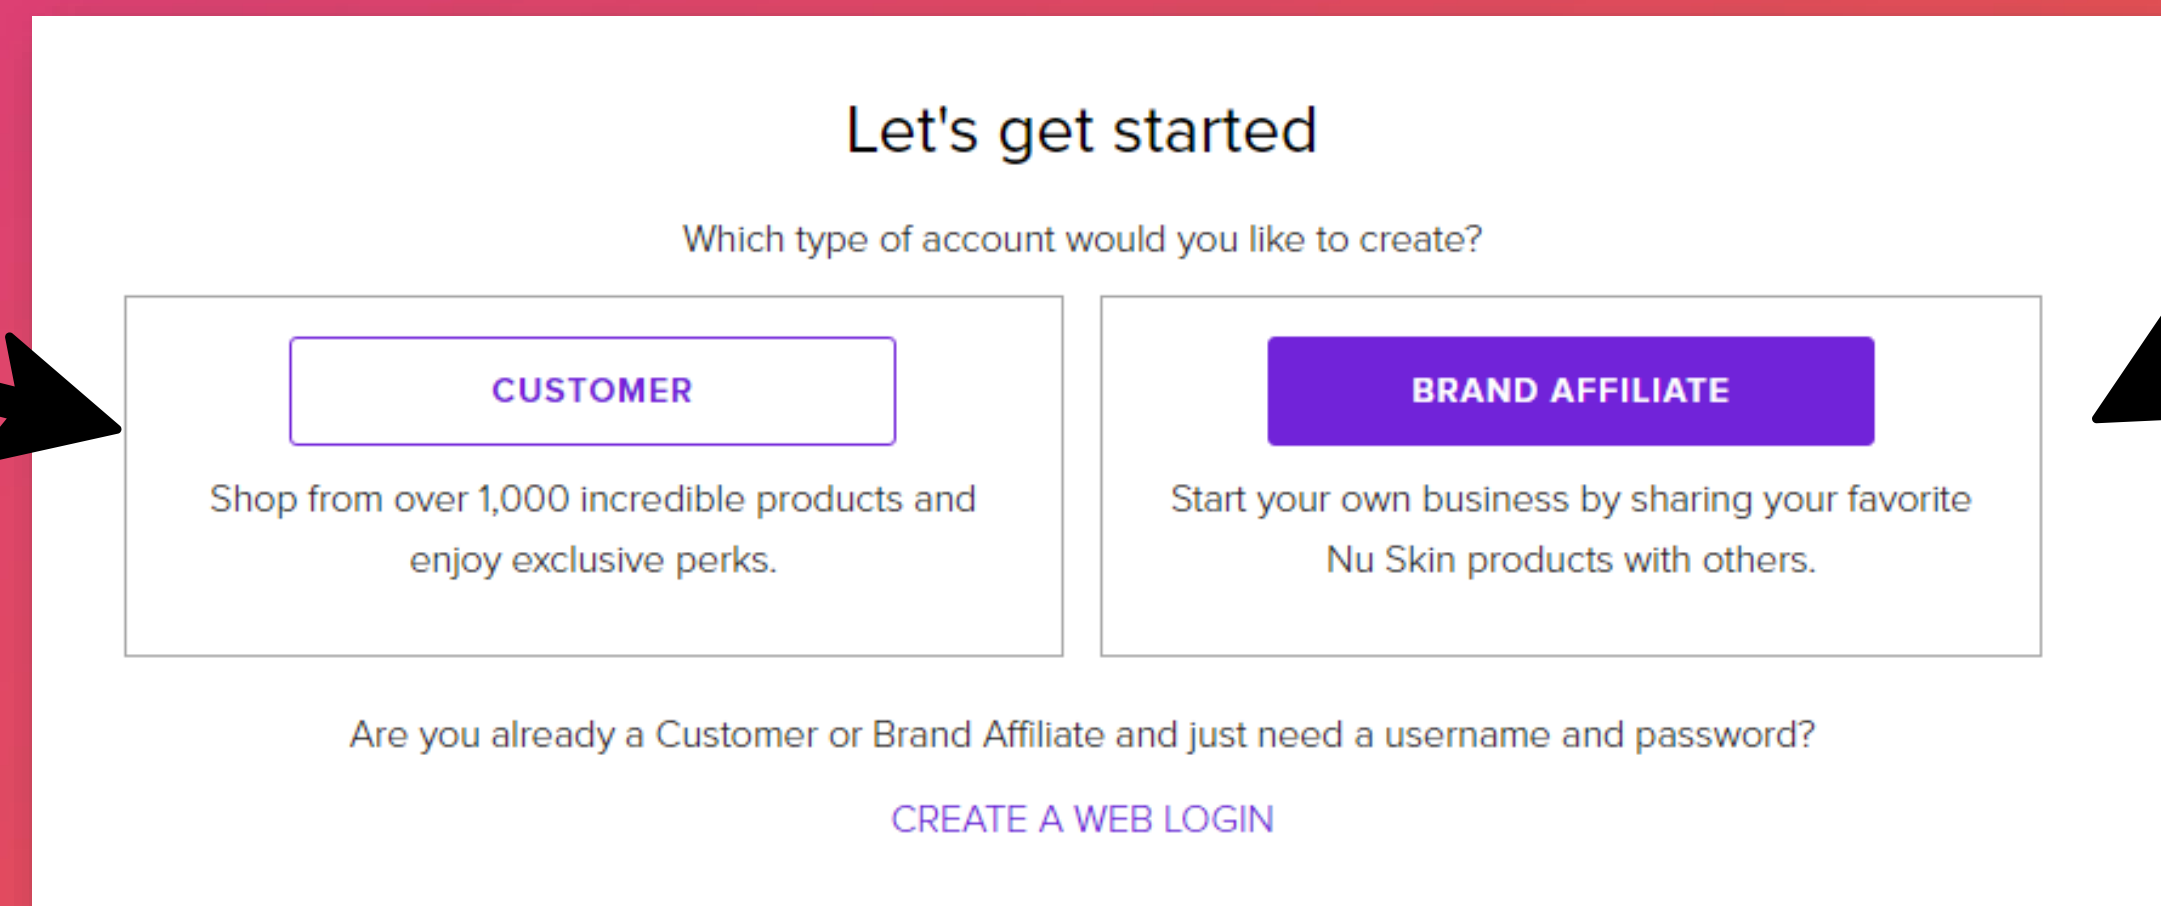 Let's get started
Which type of account would you like to create?
CUSTOMER
Shop from over 1,000 incredible products and
enjoy exclusive perks.
BRAND AFFILIATE
Start your own business by sharing your favorite
Nu Skin products with others.
Are you already a Customer or Brand Affiliate and just need a username and password?
CREATE A WEB LOGIN